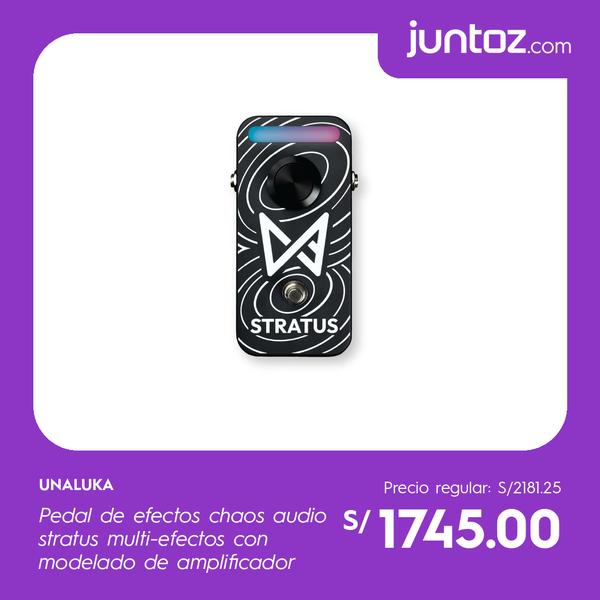 juntoz.com
STRATUS
UNALUKA
Pedal de efectos chaos audio
stratus multi-efectos con
modelado de amplificador
Precio regular: S/2181.25
S/ 1745.00